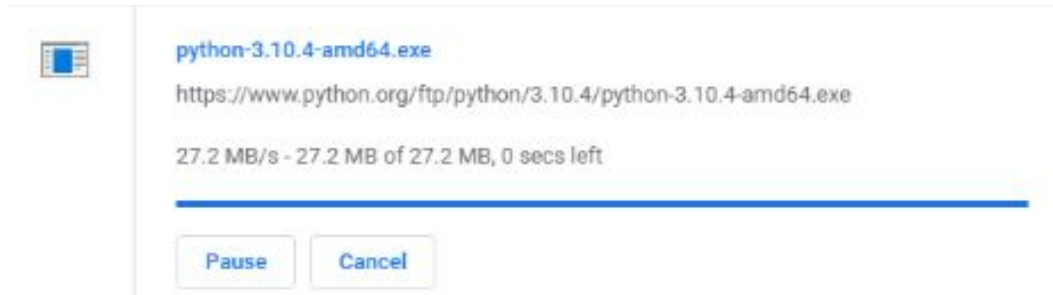 python-3.10.4-amd64.exe
https://www.python.org/ftp/python/3.10.4/python-3.10.4-amd64.exe
27.2 MB/s - 27.2 MB of 27.2 MB, 0 secs left
Pause Cancel